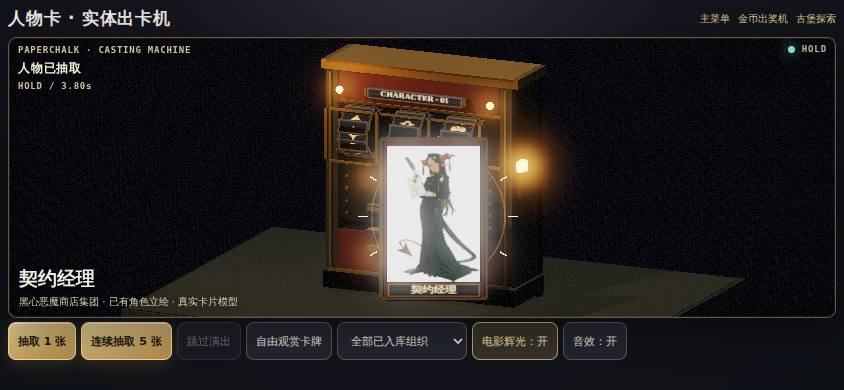 人物卡 · 实体出卡机
主菜单 金币出奖机 古堡探索
PAPERCHALK · CASTING MACHINE
HOLD
人物已抽取
HOLD / 3.80s
CHARACTER · 01
契约经理
契约经理
黑心恶魔商店集团 · 已有角色立绘 · 真实卡片模型
抽取 1 张 连续抽取 5 张 跳过演出 自由观赏卡牌 全部已入库组织 电影辉光：开 音效：开